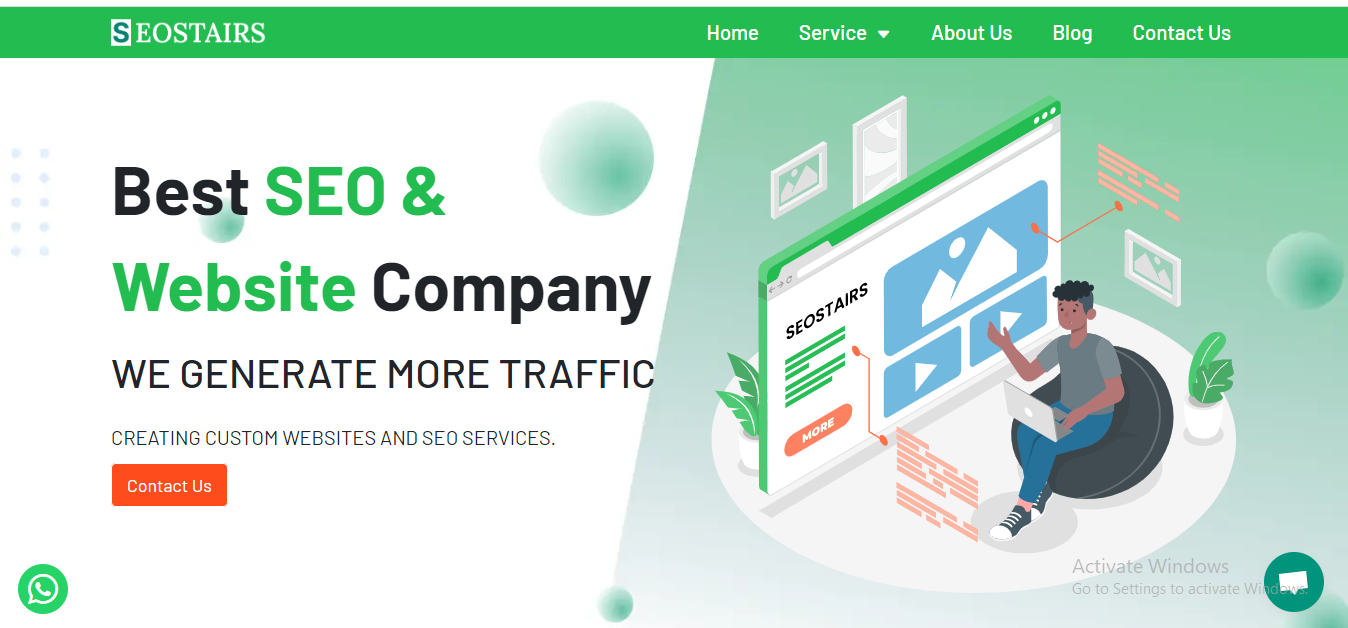 SEOSTAIRS
Home Service About Us Blog Contact Us
Best SEO &
Website Company
WE GENERATE MORE TRAFFIC
CREATING CUSTOM WEBSITES AND SEO SERVICES.
Contact Us
SEOSTAIRS
MORE
Activate Windows
Go to Settings to activate Windows.